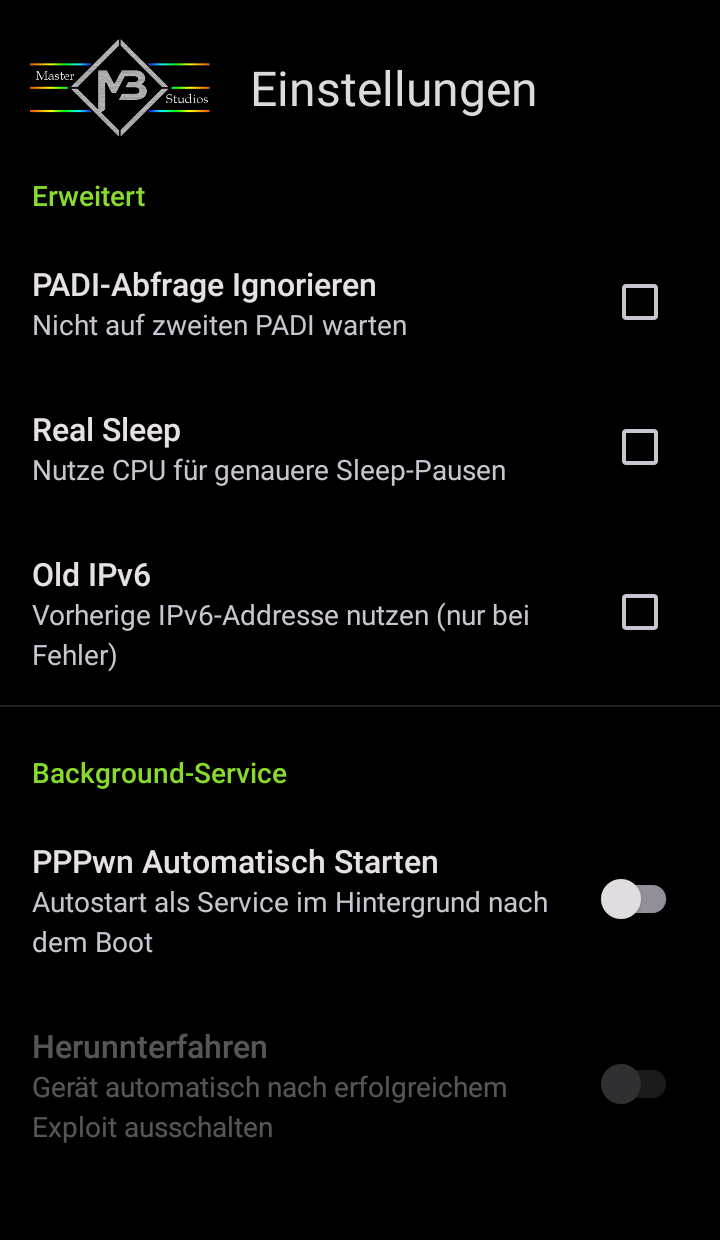 Master
MB
Studios
Einstellungen
Erweitert
PADI-Abfrage Ignorieren
Nicht auf zweiten PADI warten
Real Sleep
Nutze CPU für genauere Sleep-Pausen
Old IPv6
Vorherige IPv6-Addresse nutzen (nur bei
Fehler)
Background-Service
PPPwn Automatisch Starten
Autostart als Service im Hintergrund nach
dem Boot
Herunnterfahren
Gerät automatisch nach erfolgreichem
Exploit ausschalten